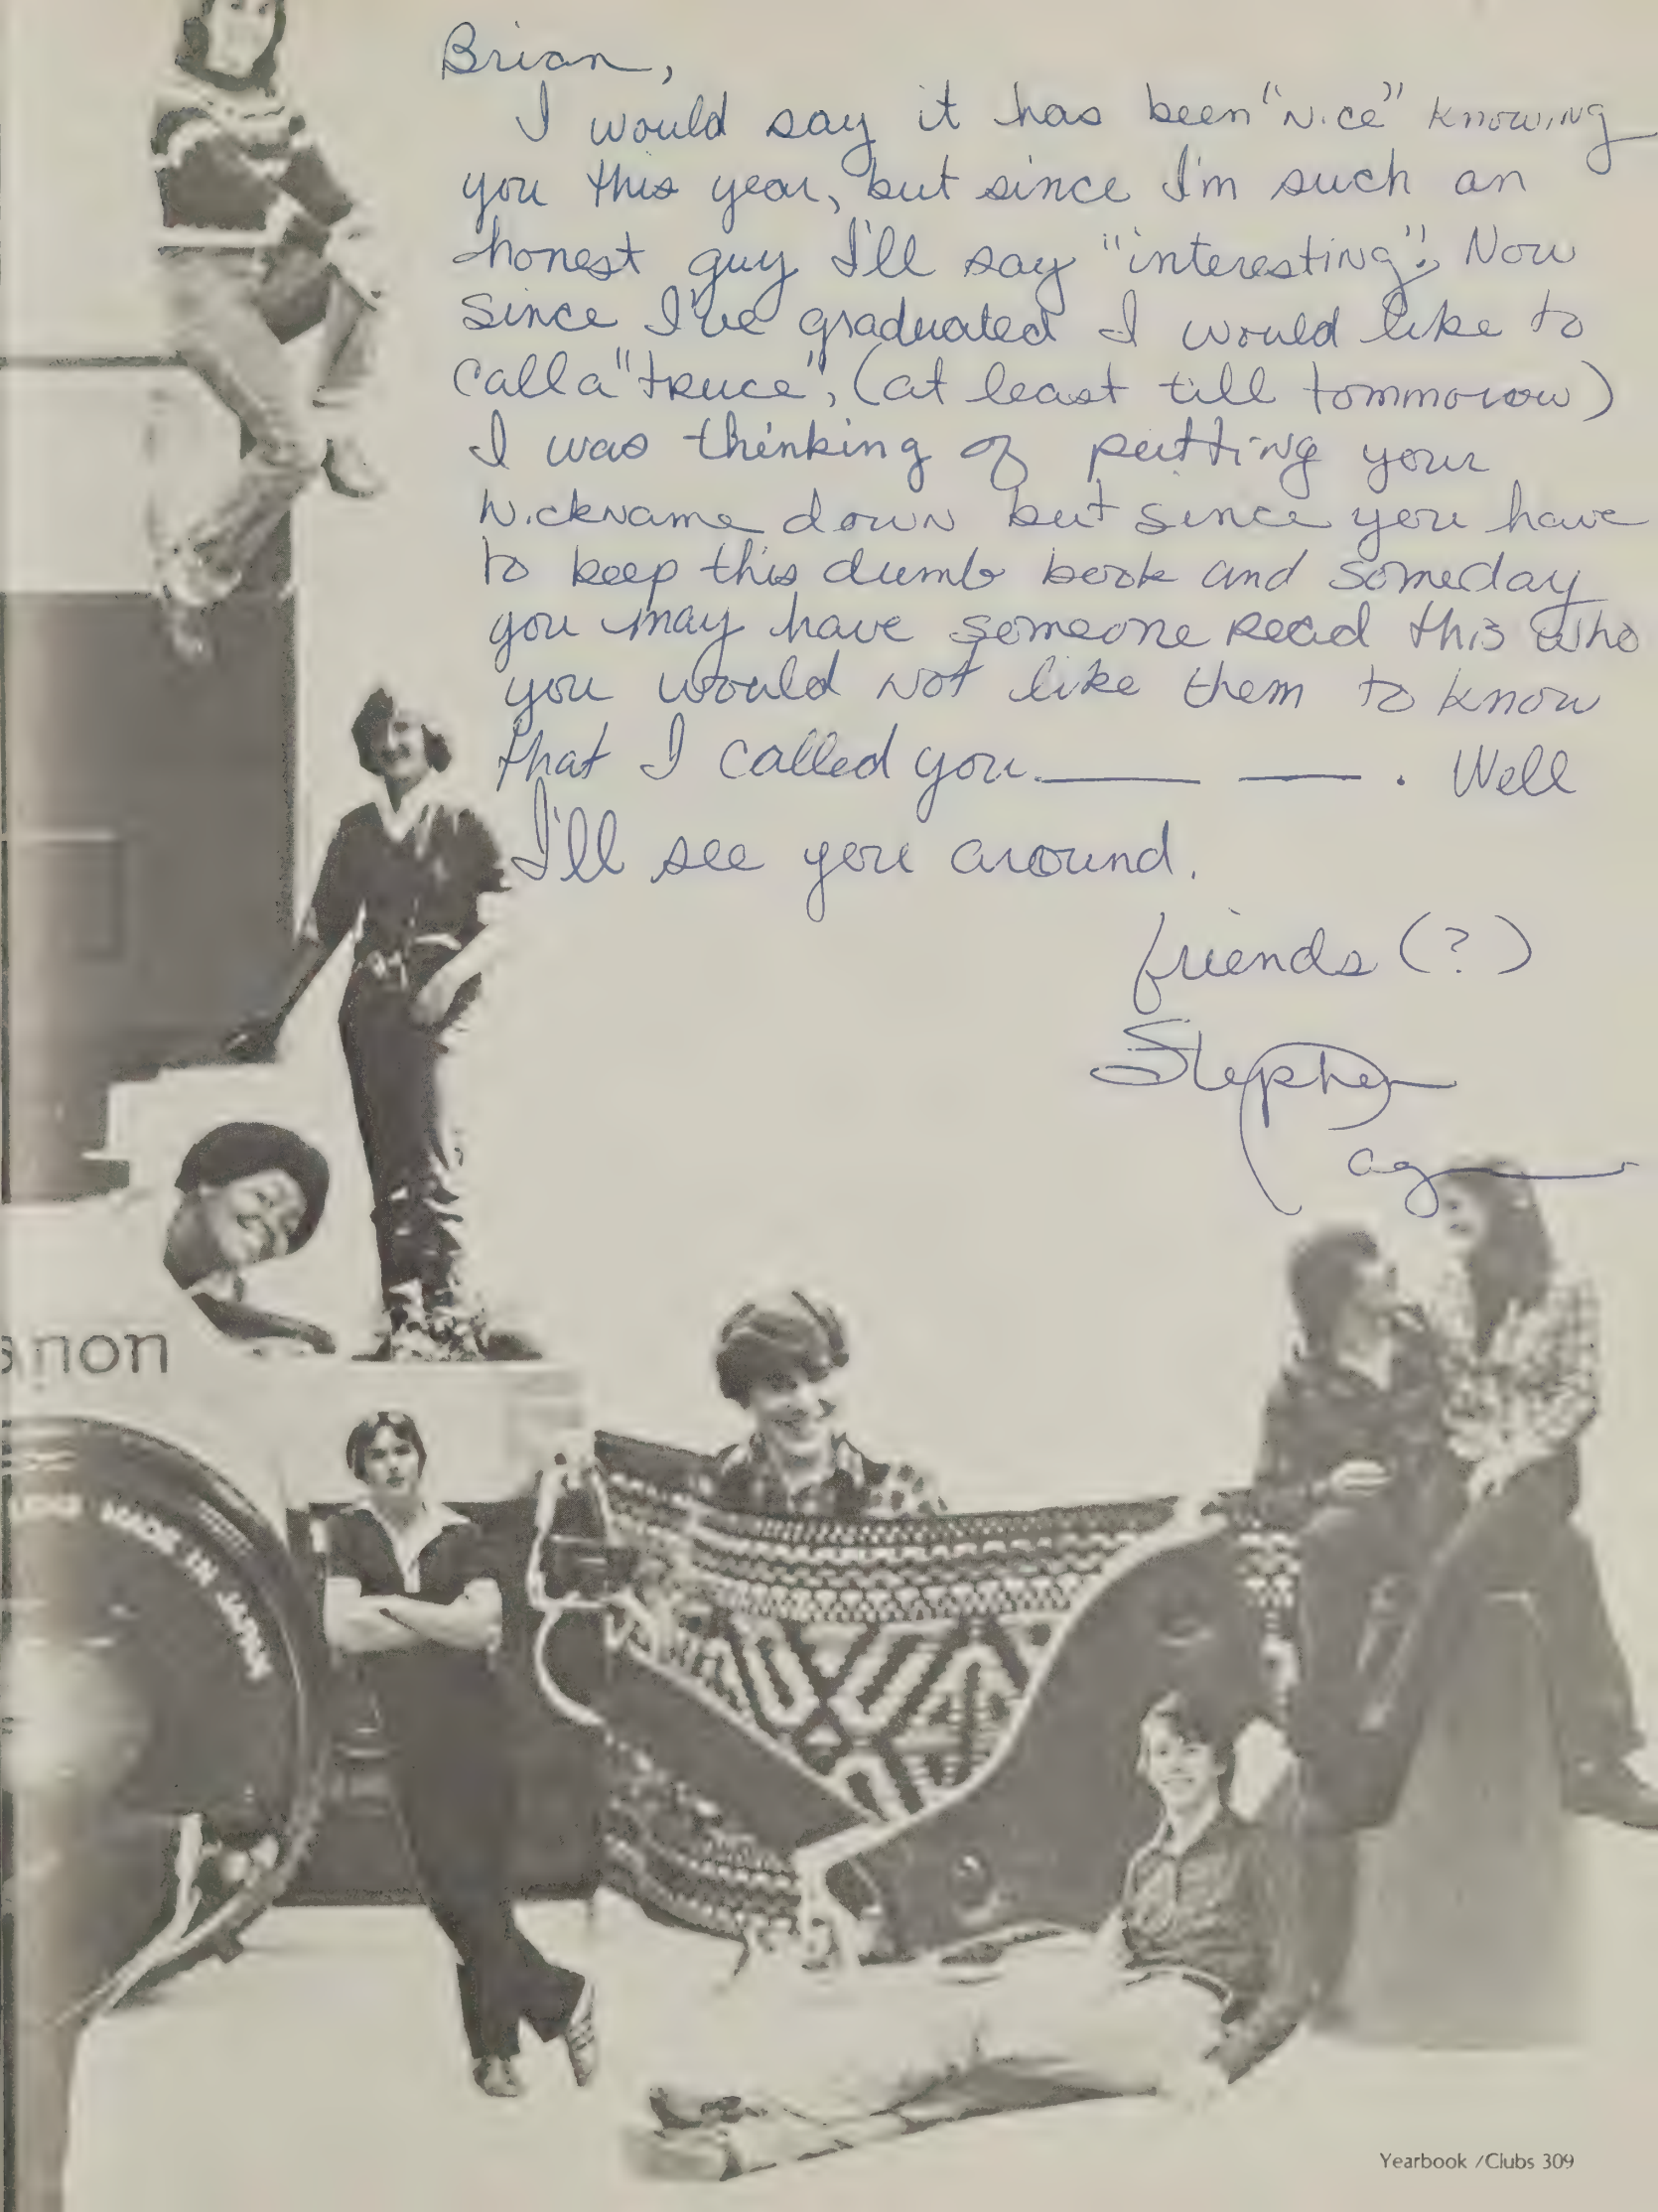 Brian,
I would say it has been "Nice" knowing
you this year, but since I'm such an
honest guy I'll say "interesting". Now
since I've graduated I would like to
call a "truce", (at least till tommorow)
I was thinking of putting your
Nickname down but since you have
to keep this dumb book and someday
you may have someone Read this who
you would not like them to know
that I called you ____ ____. Well
I'll see you around.
friends (?)
Stephen
anon
MADE IN JAPAN
Yearbook /Clubs 309